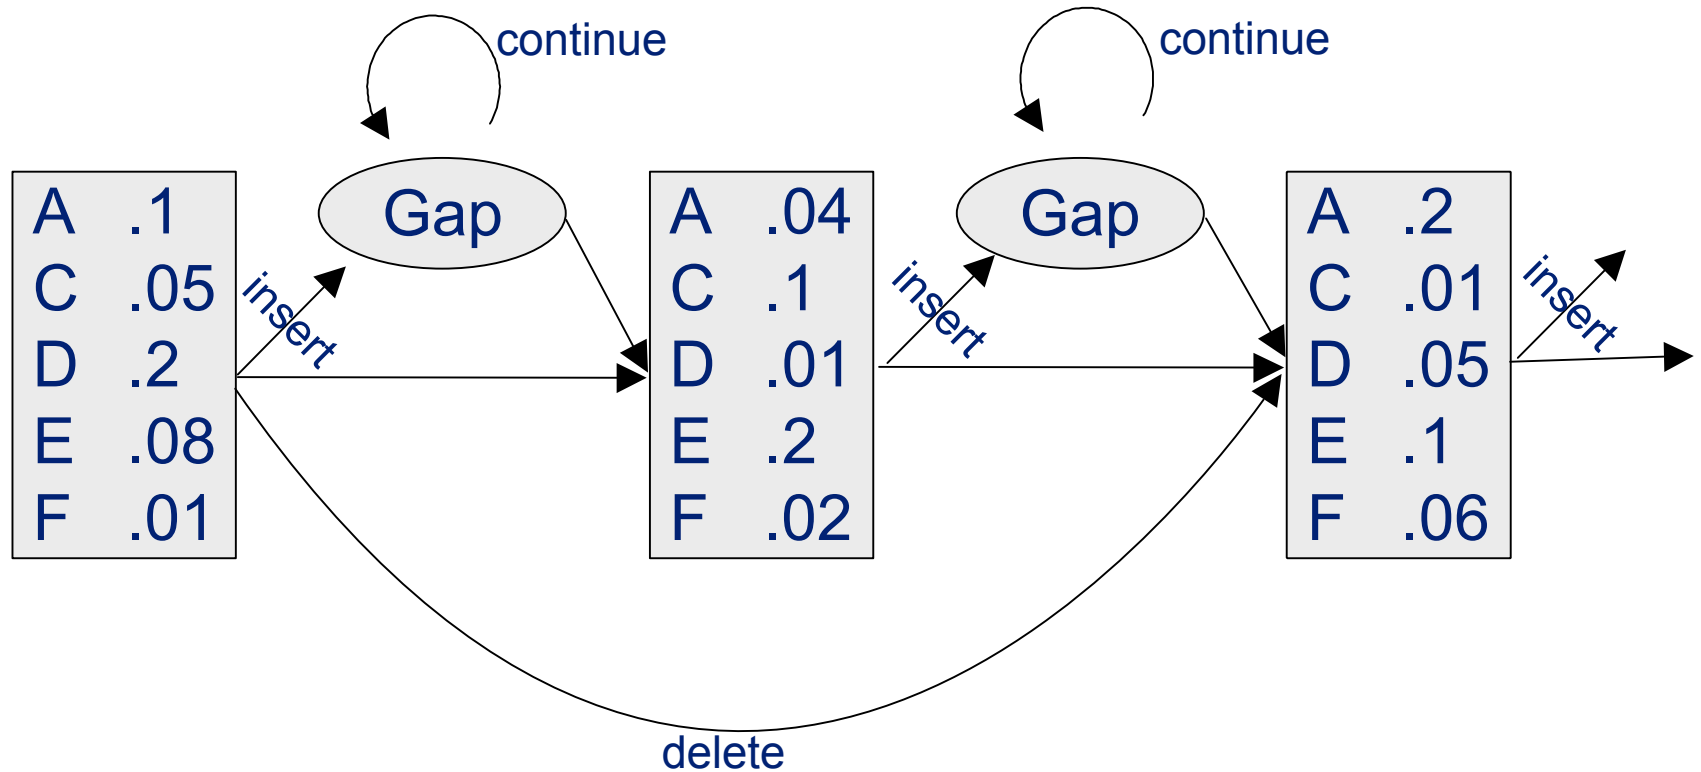 continue
continue
Gap
Gap
A .1
C .05
D .2
E .08
F .01
insert
A .04
C .1
D .01
E .2
F .02
insert
A .2
C .01
D .05
E .1
F .06
insert
delete